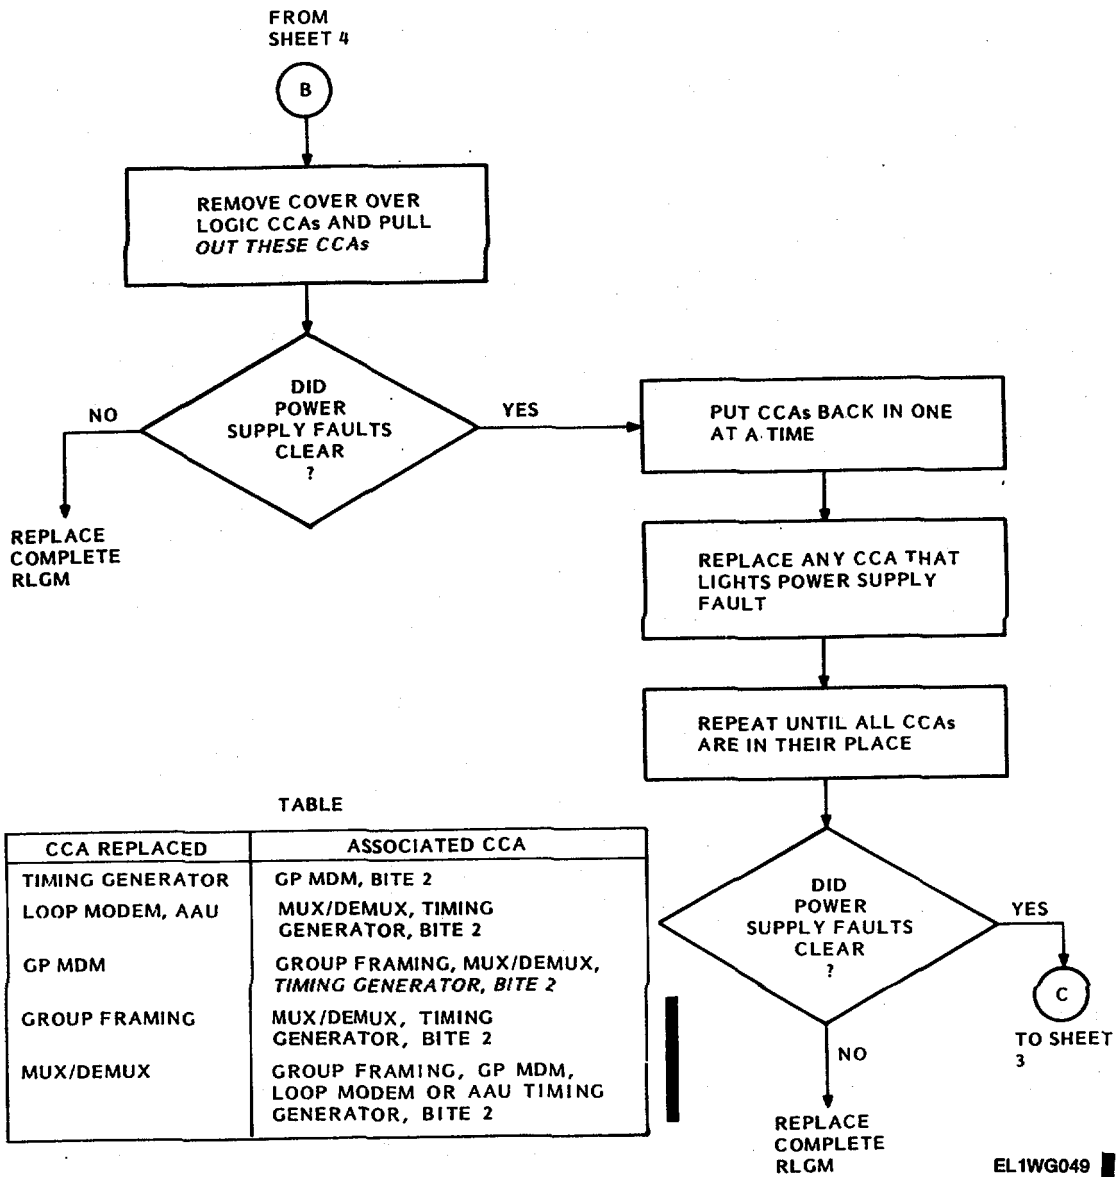 FROM
SHEET 4
B
REMOVE COVER OVER
LOGIC CCAs AND PULL
OUT THESE CCAs
DID
POWER
SUPPLY FAULTS
CLEAR
?
NO
YES
REPLACE
COMPLETE
RLGM
PUT CCAs BACK IN ONE
AT A TIME
REPLACE ANY CCA THAT
LIGHTS POWER SUPPLY
FAULT
REPEAT UNTIL ALL CCAs
ARE IN THEIR PLACE
DID
POWER
SUPPLY FAULTS
CLEAR
?
YES
C
TO SHEET
3
NO
REPLACE
COMPLETE
RLGM
TABLE
CCA REPLACED ASSOCIATED CCA
TIMING GENERATOR GP MDM, BITE 2
LOOP MODEM, AAU MUX/DEMUX, TIMING
GENERATOR, BITE 2
GP MDM GROUP FRAMING, MUX/DEMUX,
TIMING GENERATOR, BITE 2
GROUP FRAMING MUX/DEMUX, TIMING
GENERATOR, BITE 2
MUX/DEMUX GROUP FRAMING, GP MDM,
LOOP MODEM OR AAU TIMING
GENERATOR, BITE 2
EL1WG049